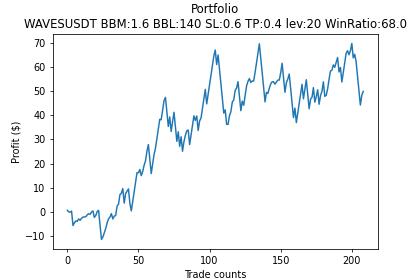 Portfolio
WAVESUSDT BBM:1.6 BBL:140 SL:0.6 TP:0.4 lev:20 WinRatio:68.0
70
60
50
40
30
20
10
0
−10
Profit ($)
0 50 100 150 200
Trade counts